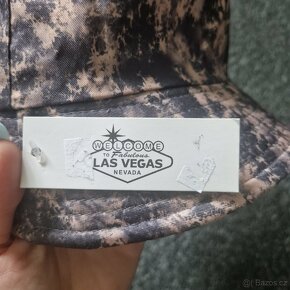 WELCOME
TO Fabulous
LAS VEGAS
NEVADA
Bazos.cz